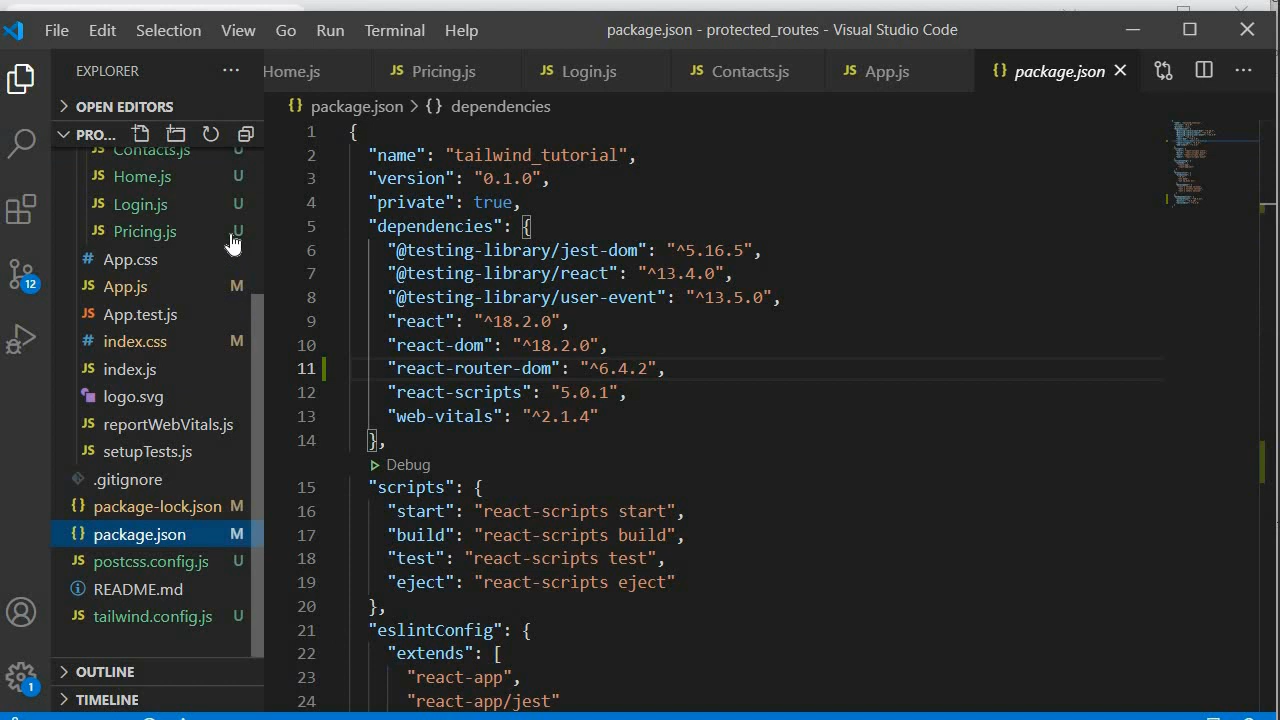 File Edit Selection View Go Run Terminal Help
package.json - protected_routes - Visual Studio Code
EXPLORER
Home.js Pricing.js Login.js Contacts.js App.js package.json
OPEN EDITORS
package.json > {} dependencies
PRO...
Contacts.js U
Home.js U
Login.js U
Pricing.js U
App.css
App.js M
App.test.js
index.css M
index.js
logo.svg
reportWebVitals.js
setupTests.js
.gitignore
package-lock.json M
package.json M
postcss.config.js U
README.md
tailwind.config.js U
OUTLINE
TIMELINE
12
1
1 {
2 "name": "tailwind_tutorial",
3 "version": "0.1.0",
4 "private": true,
5 "dependencies": {
6 "@testing-library/jest-dom": "^5.16.5",
7 "@testing-library/react": "^13.4.0",
8 "@testing-library/user-event": "^13.5.0",
9 "react": "^18.2.0",
10 "react-dom": "^18.2.0",
11 "react-router-dom": "^6.4.2",
12 "react-scripts": "5.0.1",
13 "web-vitals": "^2.1.4"
14 },
Debug
15 "scripts": {
16 "start": "react-scripts start",
17 "build": "react-scripts build",
18 "test": "react-scripts test",
19 "eject": "react-scripts eject"
20 },
21 "eslintConfig": {
22 "extends": [
23 "react-app",
24 "react-app/jest"